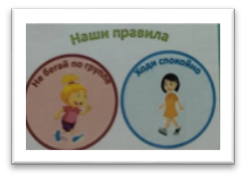 Наши правила
Не бегай по группе
Ходи спокойно